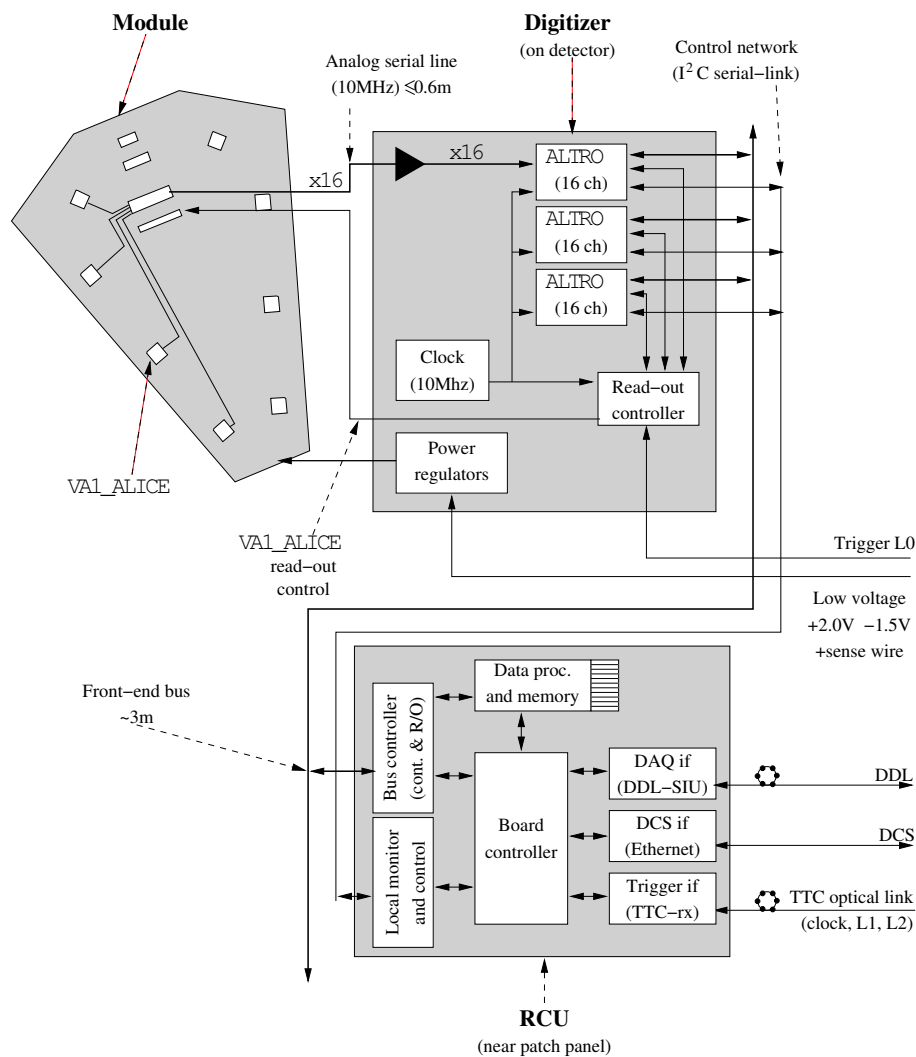 Module
Digitizer
(on detector)
Control network
(I² C serial−link)
Analog serial line
(10MHz) ⩽0.6m
x16
x16
ALTRO
(16 ch)
ALTRO
(16 ch)
ALTRO
(16 ch)
Clock
(10Mhz)
Read−out
controller
Power
regulators
VA1_ALICE
VA1_ALICE
read−out
control
Trigger L0
Low voltage
+2.0V −1.5V
+sense wire
Front−end bus
~3m
Data proc.
and memory
Bus controller
(cont. & R/O)
Local monitor
and control
Board
controller
DAQ if
(DDL−SIU)
DCS if
(Ethernet)
Trigger if
(TTC−rx)
DDL
DCS
TTC optical link
(clock, L1, L2)
RCU
(near patch panel)